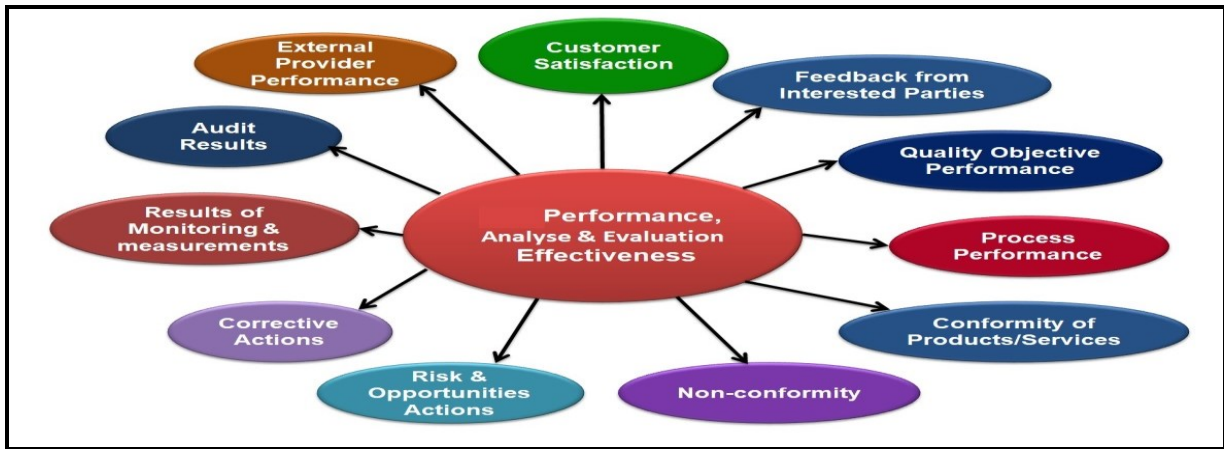 External
Provider
Performance
Customer
Satisfaction
Feedback from
Interested Parties
Audit
Results
Quality Objective
Performance
Results of
Monitoring &
measurements
Performance,
Analyse & Evaluation
Effectiveness
Process
Performance
Corrective
Actions
Conformity of
Products/Services
Risk &
Opportunities
Actions
Non-conformity